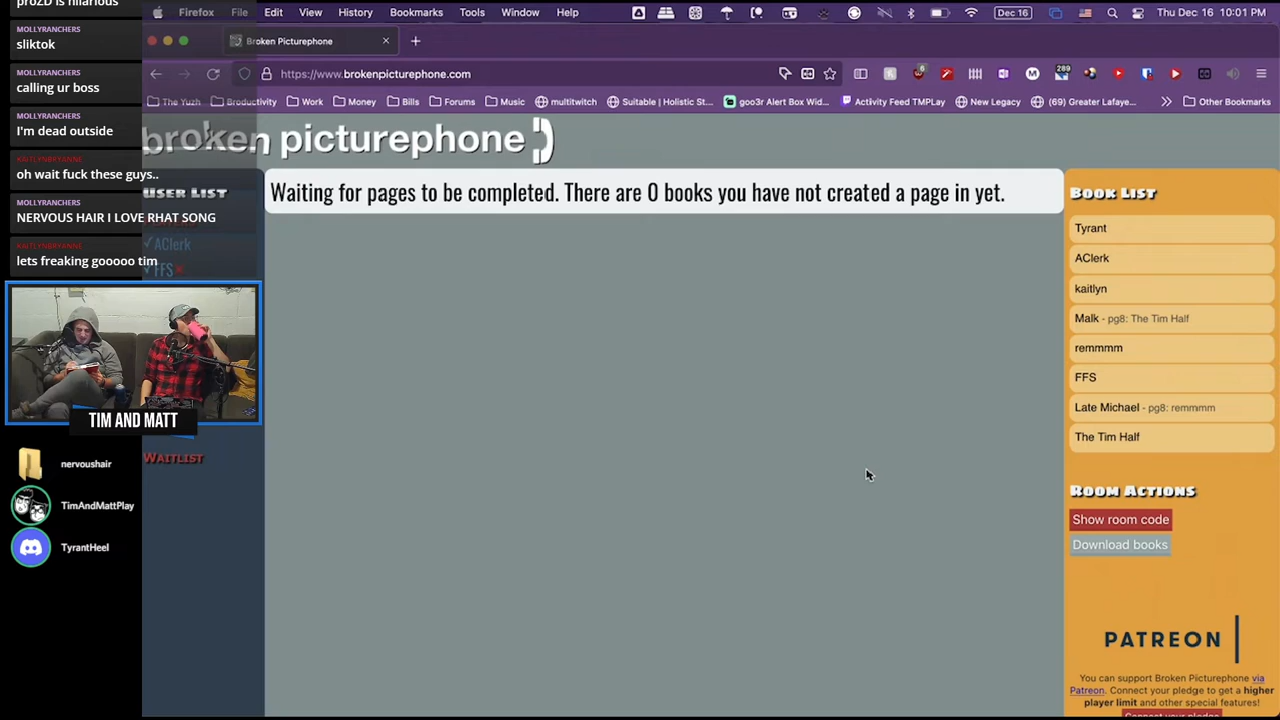 proZD is hilarious
MOLLYRANCHERS
sliktok
MOLLYRANCHERS
calling ur boss
MOLLYRANCHERS
I'm dead outside
KAITLYNBRYANNE
oh wait fuck these guys..
MOLLYRANCHERS
NERVOUS HAIR I LOVE RHAT SONG
KAITLYNBRYANNE
lets freaking gooooo tim
TIM AND MATT
nervoushair
TimAndMattPlay
TyrantHeel
Firefox File Edit View History Bookmarks Tools Window Help Dec 16 Thu Dec 16 10:01 PM
Broken Picturephone
https://www.brokenpicturephone.com
289
The Yuzh Productivity Work Money Bills Forums Music multitwitch Suitable | Holistic St... goo3r Alert Box Wid... Activity Feed TMPLay New Legacy (69) Greater Lafaye... Other Bookmarks
broken picturephone
USER LIST
AClerk
FFS
WAITLIST
Waiting for pages to be completed. There are 0 books you have not created a page in yet.
BOOK LIST
Tyrant
AClerk
kaitlyn
Malk - pg8: The Tim Half
remmmm
FFS
Late Michael - pg8: remmmm
The Tim Half
ROOM ACTIONS
Show room code
Download books
PATREON
You can support Broken Picturephone via
Patreon. Connect your pledge to get a higher
player limit and other special features!
Connect your pledge